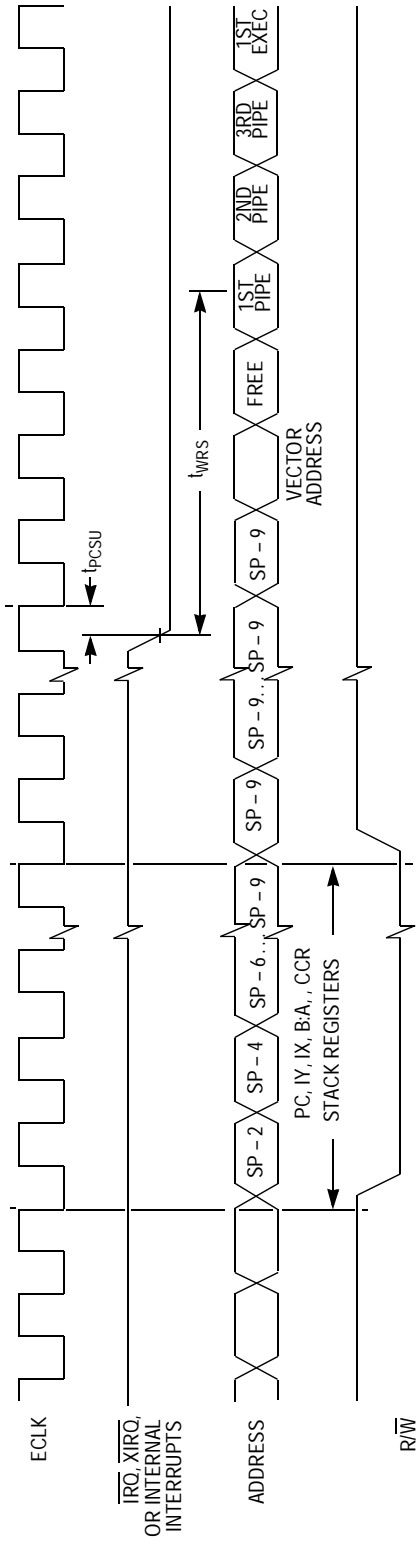 ECLK
tPCSU
IRQ, XIRQ,
OR INTERNAL
INTERRUPTS
tWRS
ADDRESS
SP – 2
SP – 4
SP – 6...
SP – 9
SP – 9
SP – 9...
SP – 9
SP – 9
FREE
1ST
PIPE
2ND
PIPE
3RD
PIPE
1ST
EXEC
VECTOR
ADDRESS
PC, IY, IX, B:A, , CCR
STACK REGISTERS
R/W